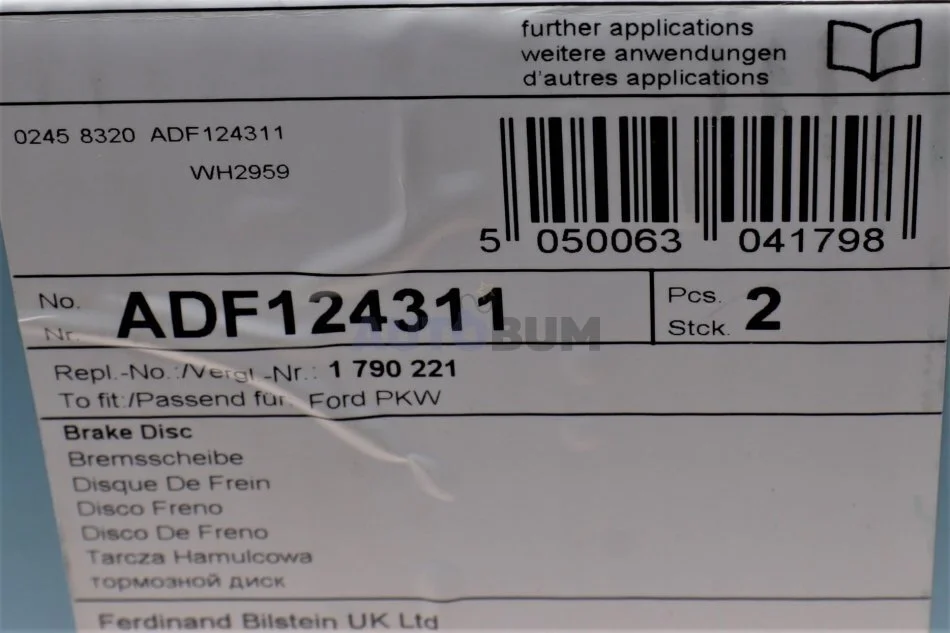 further applications
weitere anwendungen
d'autres applications
0245 8320 ADF124311
WH2959
5 050063 041798
No.
Nr. ADF124311
Pcs.
Stck. 2
AUTOBUM
Repl.-No.:/Vergl.-Nr.: 1 790 221
To fit:/Passend für: Ford PKW
Brake Disc
Bremsscheibe
Disque De Frein
Disco Freno
Disco De Freno
Tarcza Hamulcowa
тормозной диск
Ferdinand Bilstein UK Ltd